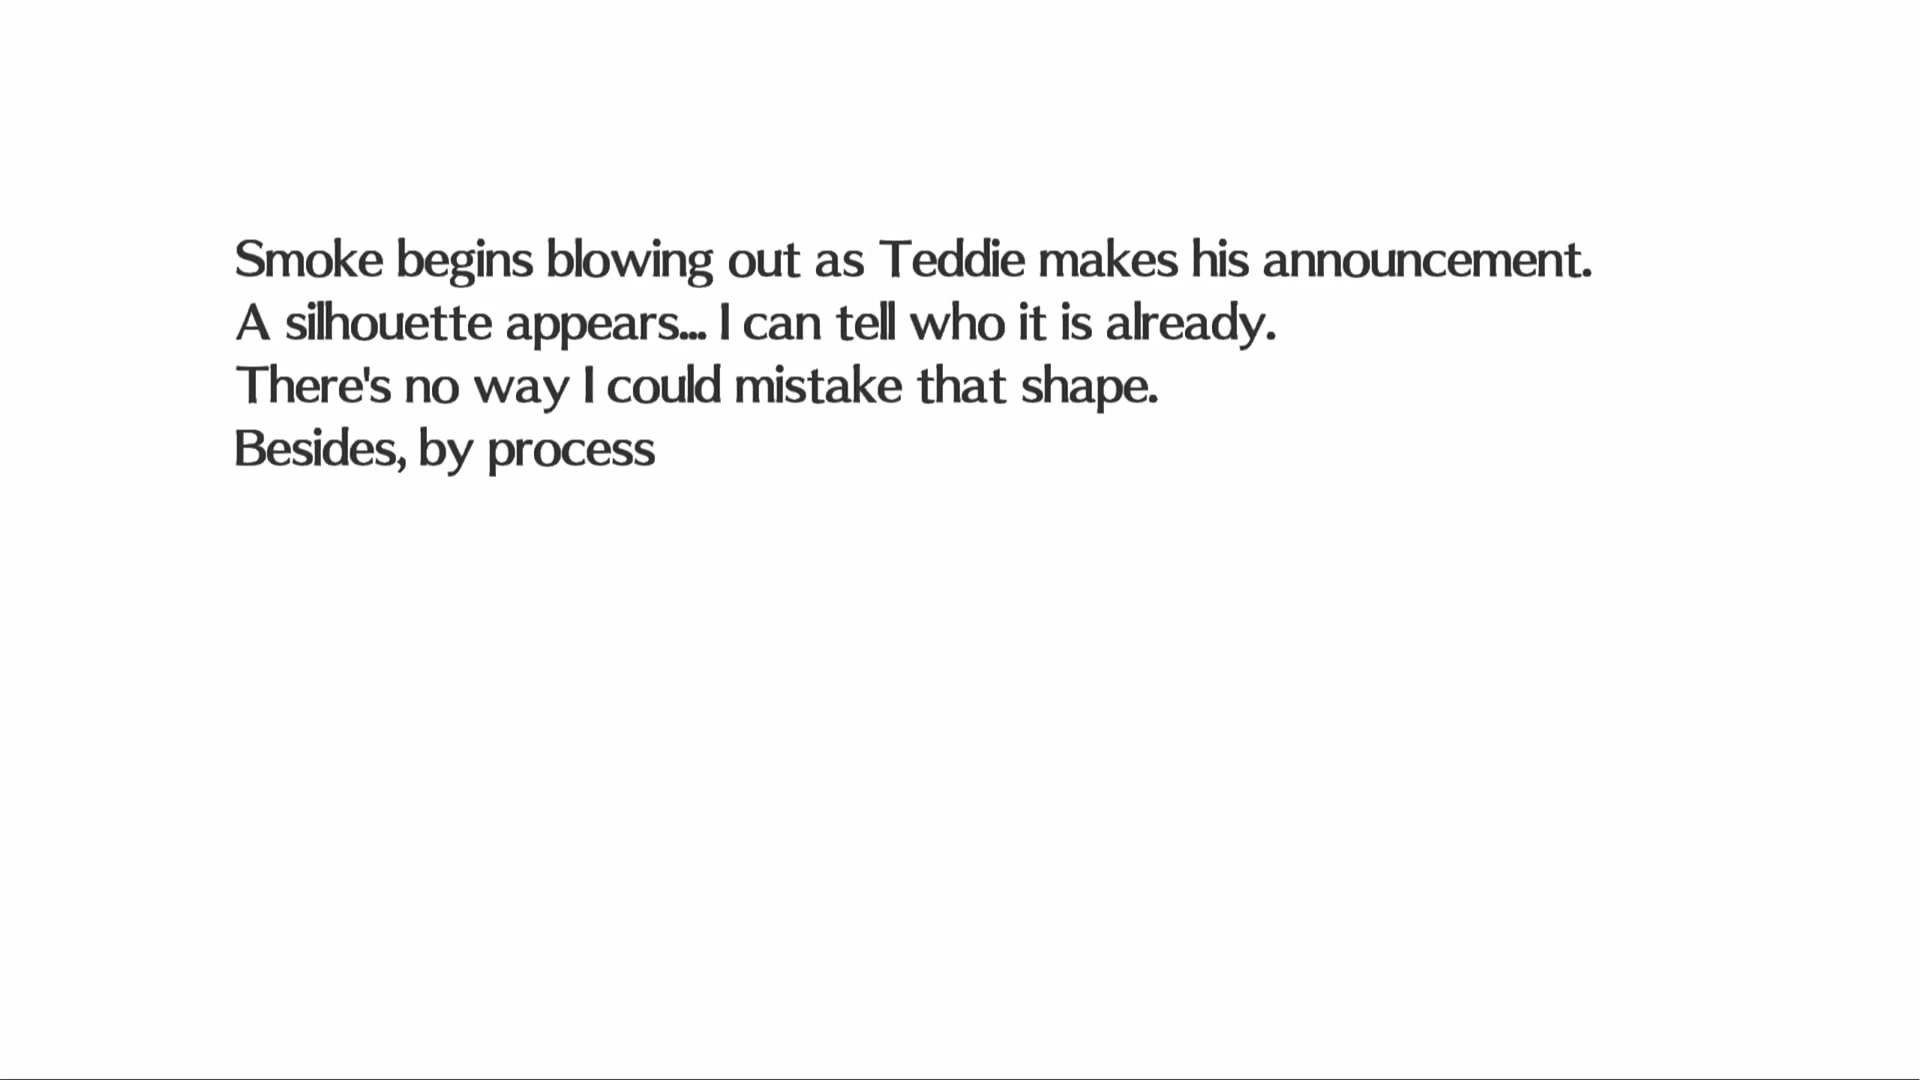 Smoke begins blowing out as Teddie makes his announcement.
A silhouette appears... I can tell who it is already.
There's no way I could mistake that shape.
Besides, by process